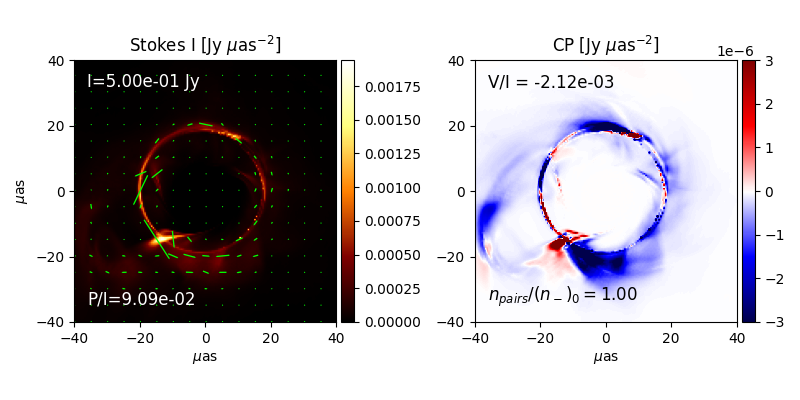 Stokes I [Jy μas⁻²]
I=5.00e-01 Jy
P/I=9.09e-02
40
20
0
−20
−40
μas
−40 −20 0 20 40
μas
0.00175
0.00150
0.00125
0.00100
0.00075
0.00050
0.00025
0.00000
CP [Jy μas⁻²]
1e−6
V/I = -2.12e-03
n_{pairs}/(n_−)_0 = 1.00
40
20
0
−20
−40
−40 −20 0 20 40
μas
3
2
1
0
−1
−2
−3